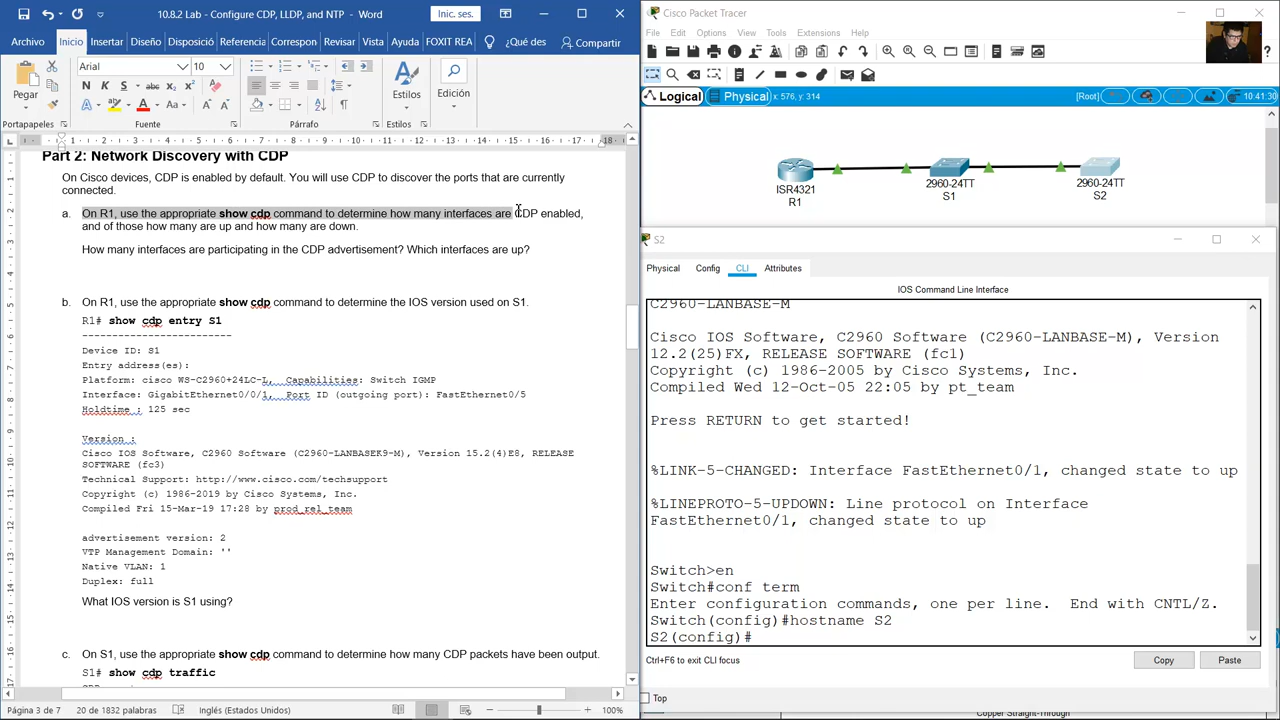 10.8.2 Lab - Configure CDP, LLDP, and NTP - Word
Inic. ses.
Archivo Inicio Insertar Diseño Disposició Referencia Correspon Revisar Vista Ayuda FOXIT REA ¿Qué des Compartir
Pegar
Arial 10
N K S
Estilos
Edición
Portapapeles Fuente Párrafo Estilos
Part 2: Network Discovery with CDP
On Cisco devices, CDP is enabled by default. You will use CDP to discover the ports that are currently
connected.
a. On R1, use the appropriate show cdp command to determine how many interfaces are CDP enabled,
and of those how many are up and how many are down.
How many interfaces are participating in the CDP advertisement? Which interfaces are up?
b. On R1, use the appropriate show cdp command to determine the IOS version used on S1.
R1# show cdp entry S1
-------------------------
Device ID: S1
Entry address(es):
Platform: cisco WS-C2960+24LC-L, Capabilities: Switch IGMP
Interface: GigabitEthernet0/0/1, Port ID (outgoing port): FastEthernet0/5
Holdtime : 125 sec
Version :
Cisco IOS Software, C2960 Software (C2960-LANBASEK9-M), Version 15.2(4)E8, RELEASE
SOFTWARE (fc3)
Technical Support: http://www.cisco.com/techsupport
Copyright (c) 1986-2019 by Cisco Systems, Inc.
Compiled Fri 15-Mar-19 17:28 by prod_rel_team
advertisement version: 2
VTP Management Domain: ''
Native VLAN: 1
Duplex: full
What IOS version is S1 using?
c. On S1, use the appropriate show cdp command to determine how many CDP packets have been output.
S1# show cdp traffic
Página 3 de 7 20 de 1832 palabras Inglés (Estados Unidos) 100%
Cisco Packet Tracer
File Edit Options View Tools Extensions Help
Logical Physical x: 576, y: 314 [Root] 10:41:30
ISR4321
R1
2960-24TT
S1
2960-24TT
S2
S2
Physical Config CLI Attributes
IOS Command Line Interface
C2960-LANBASE-M
Cisco IOS Software, C2960 Software (C2960-LANBASE-M), Version
12.2(25)FX, RELEASE SOFTWARE (fc1)
Copyright (c) 1986-2005 by Cisco Systems, Inc.
Compiled Wed 12-Oct-05 22:05 by pt_team
Press RETURN to get started!
%LINK-5-CHANGED: Interface FastEthernet0/1, changed state to up
%LINEPROTO-5-UPDOWN: Line protocol on Interface
FastEthernet0/1, changed state to up
Switch>en
Switch#conf term
Enter configuration commands, one per line. End with CNTL/Z.
Switch(config)#hostname S2
S2(config)#
Ctrl+F6 to exit CLI focus
Copy Paste
Top
Copper Straight-Through